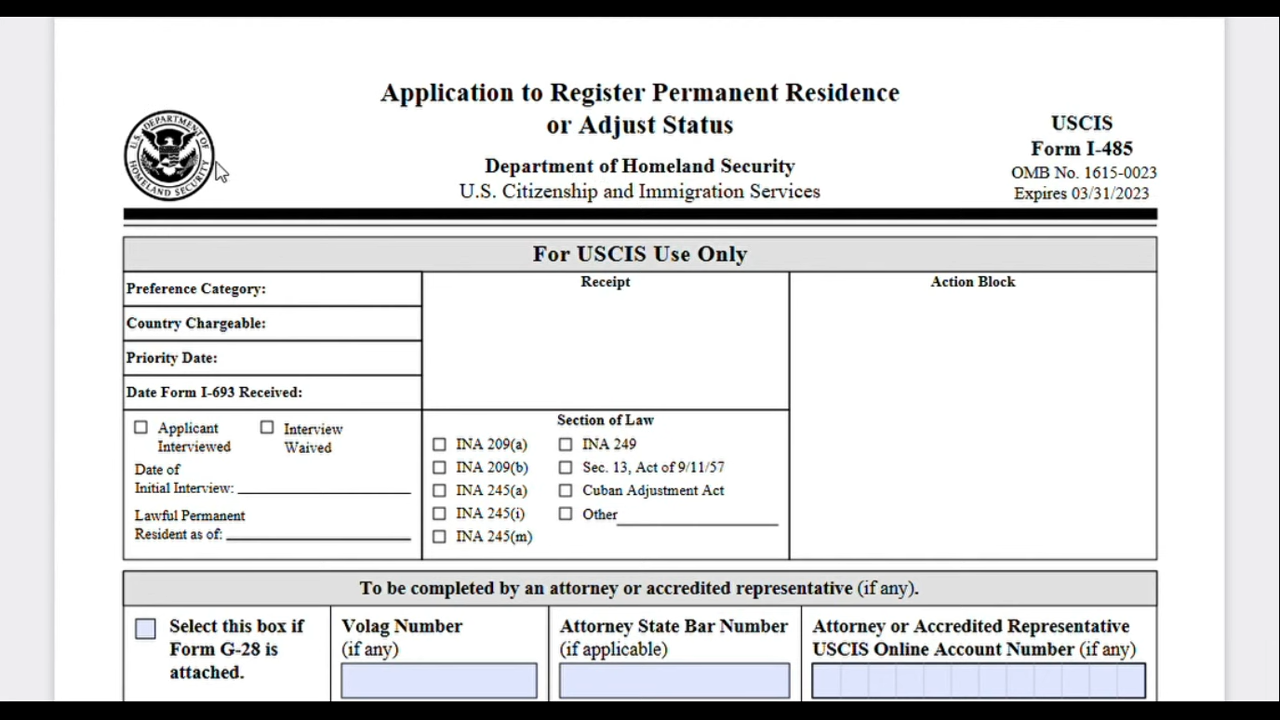 Application to Register Permanent Residence
or Adjust Status
Department of Homeland Security
U.S. Citizenship and Immigration Services
USCIS
Form I-485
OMB No. 1615-0023
Expires 03/31/2023
U.S. DEPARTMENT OF
HOMELAND SECURITY
For USCIS Use Only
Preference Category:
Country Chargeable:
Priority Date:
Date Form I-693 Received:
Applicant
Interviewed
Interview
Waived
Date of
Initial Interview:
Lawful Permanent
Resident as of:
Receipt
Section of Law
INA 209(a)
INA 209(b)
INA 245(a)
INA 245(i)
INA 245(m)
INA 249
Sec. 13, Act of 9/11/57
Cuban Adjustment Act
Other
Action Block
To be completed by an attorney or accredited representative (if any).
Select this box if
Form G-28 is
attached.
Volag Number
(if any)
Attorney State Bar Number
(if applicable)
Attorney or Accredited Representative
USCIS Online Account Number (if any)